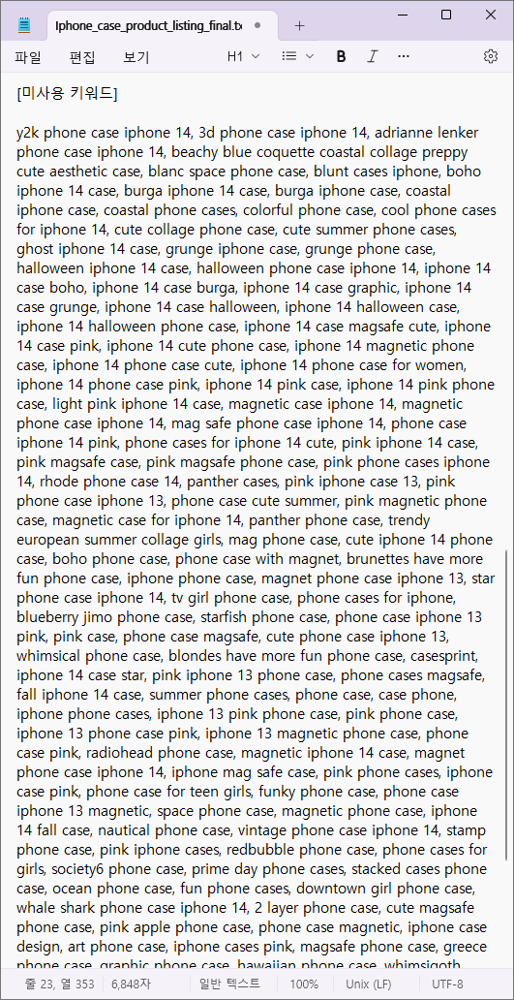 Iphone_case_product_listing_final.tx
파일 편집 보기 H1 B I ...
[미사용 키워드]
y2k phone case iphone 14, 3d phone case iphone 14, adrianne lenker
phone case iphone 14, beachy blue coquette coastal collage preppy
cute aesthetic case, blanc space phone case, blunt cases iphone, boho
iphone 14 case, burga iphone 14 case, burga iphone case, coastal
iphone case, coastal phone cases, colorful phone case, cool phone cases
for iphone 14, cute collage phone case, cute summer phone cases,
ghost iphone 14 case, grunge iphone case, grunge phone case,
halloween iphone 14 case, halloween phone case iphone 14, iphone 14
case boho, iphone 14 case burga, iphone 14 case graphic, iphone 14
case grunge, iphone 14 case halloween, iphone 14 halloween case,
iphone 14 halloween phone case, iphone 14 case magsafe cute, iphone
14 case pink, iphone 14 cute phone case, iphone 14 magnetic phone
case, iphone 14 phone case cute, iphone 14 phone case for women,
iphone 14 phone case pink, iphone 14 pink case, iphone 14 pink phone
case, light pink iphone 14 case, magnetic case iphone 14, magnetic
phone case iphone 14, mag safe phone case iphone 14, phone case
iphone 14 pink, phone cases for iphone 14 cute, pink iphone 14 case,
pink magsafe case, pink magsafe phone case, pink phone cases iphone
14, rhode phone case 14, panther cases, pink iphone case 13, pink
phone case iphone 13, phone case cute summer, pink magnetic phone
case, magnetic case for iphone 14, panther phone case, trendy
european summer collage girls, mag phone case, cute iphone 14 phone
case, boho phone case, phone case with magnet, brunettes have more
fun phone case, iphone phone case, magnet phone case iphone 13, star
phone case iphone 14, tv girl phone case, phone cases for iphone,
blueberry jimo phone case, starfish phone case, phone case iphone 13
pink, pink case, phone case magsafe, cute phone case iphone 13,
whimsical phone case, blondes have more fun phone case, casesprint,
iphone 14 case star, pink iphone 13 phone case, phone cases magsafe,
fall iphone 14 case, summer phone cases, phone case, case phone,
iphone phone cases, iphone 13 pink phone case, pink phone case,
iphone 13 phone case pink, iphone 13 magnetic phone case, phone
case pink, radiohead phone case, magnetic iphone 14 case, magnet
phone case iphone 14, iphone mag safe case, pink phone cases, iphone
case pink, phone case for teen girls, funky phone case, phone case
iphone 13 magnetic, space phone case, magnetic phone case, iphone
14 fall case, nautical phone case, vintage phone case iphone 14, stamp
phone case, pink iphone cases, redbubble phone case, phone cases for
girls, society6 phone case, prime day phone cases, stacked cases phone
case, ocean phone case, fun phone cases, downtown girl phone case,
whale shark phone case iphone 14, 2 layer phone case, cute magsafe
phone case, pink apple phone case, phone case magnetic, iphone case
design, art phone case, iphone cases pink, magsafe phone case, greece
phone case, graphic phone case, hawaiian phone case, whimsigoth
줄 23, 열 353 6,848자 일반 텍스트 100% Unix (LF) UTF-8